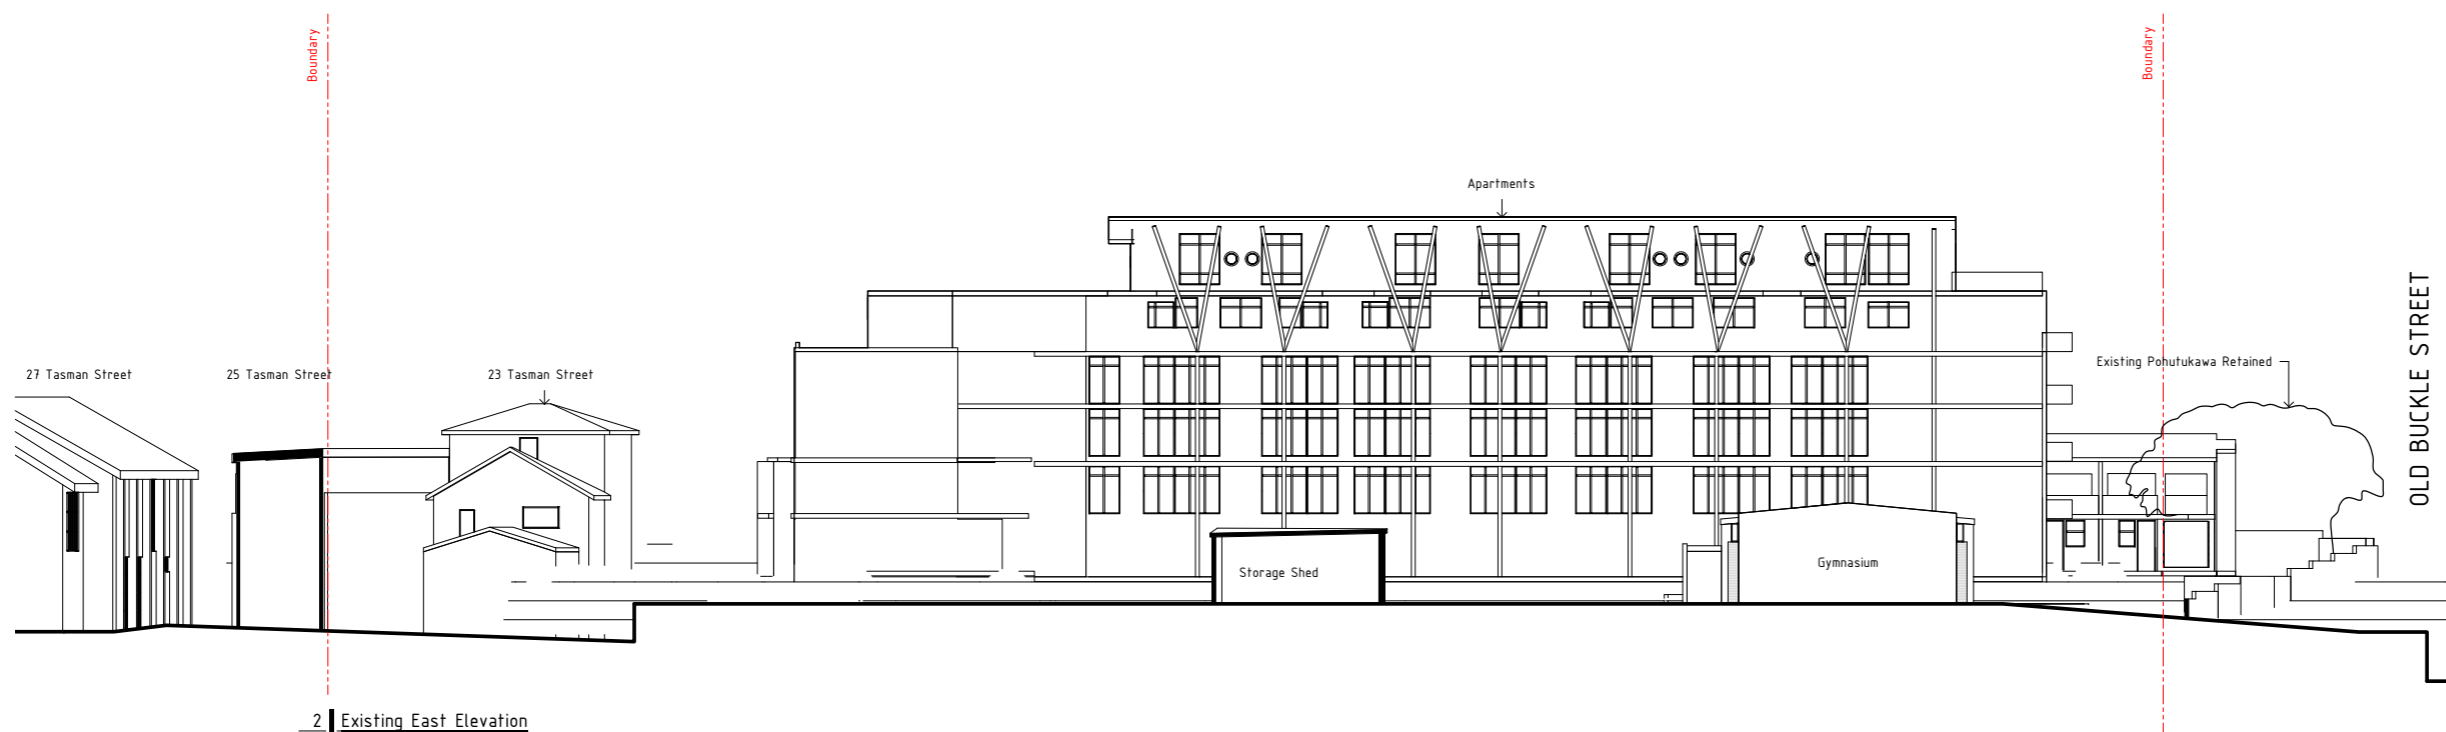 Boundary
Boundary
Apartments
27 Tasman Street
25 Tasman Street
23 Tasman Street
Existing Pohutukawa Retained
OLD BUCKLE STREET
Storage Shed
Gymnasium
2 Existing East Elevation